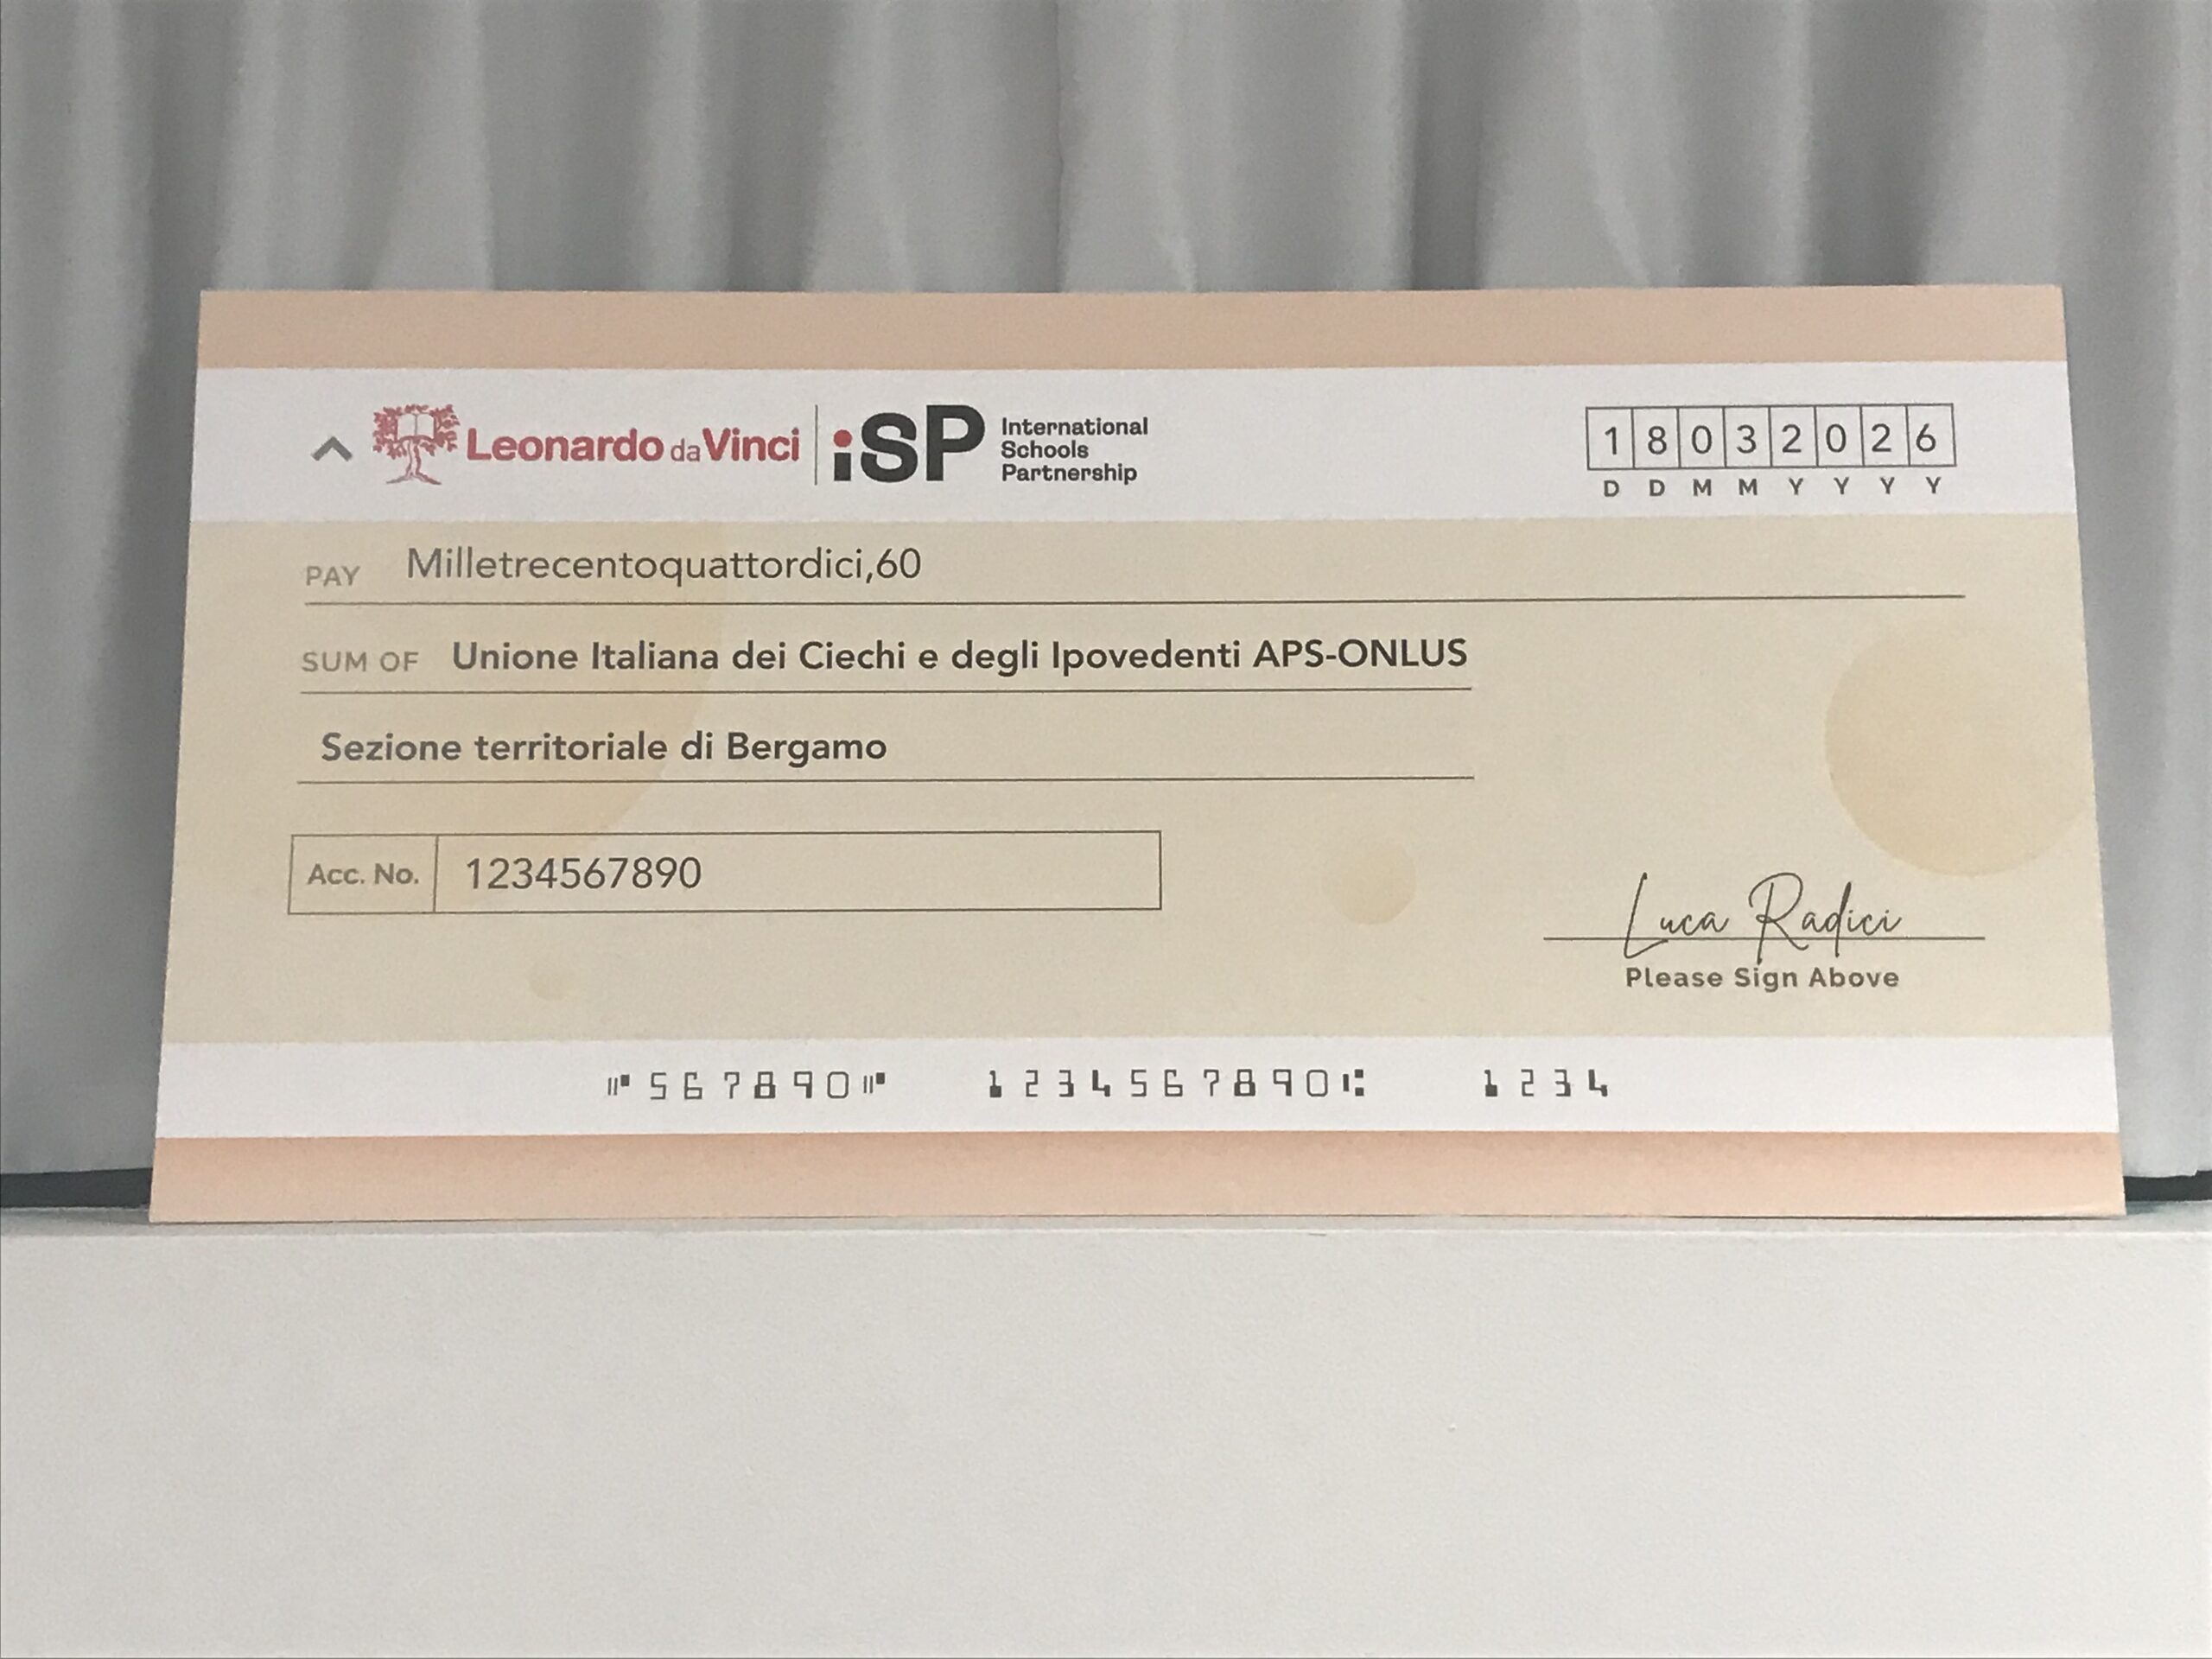 Leonardo da Vinci iSP International
Schools
Partnership
18032026
D D M M Y Y Y Y
PAY Milletrecentoquattordici,60
SUM OF Unione Italiana dei Ciechi e degli Ipovedenti APS-ONLUS
Sezione territoriale di Bergamo
Acc. No. 1234567890
Luca Radici
Please Sign Above
⑈567890⑈ 1234567890⑆ 1234